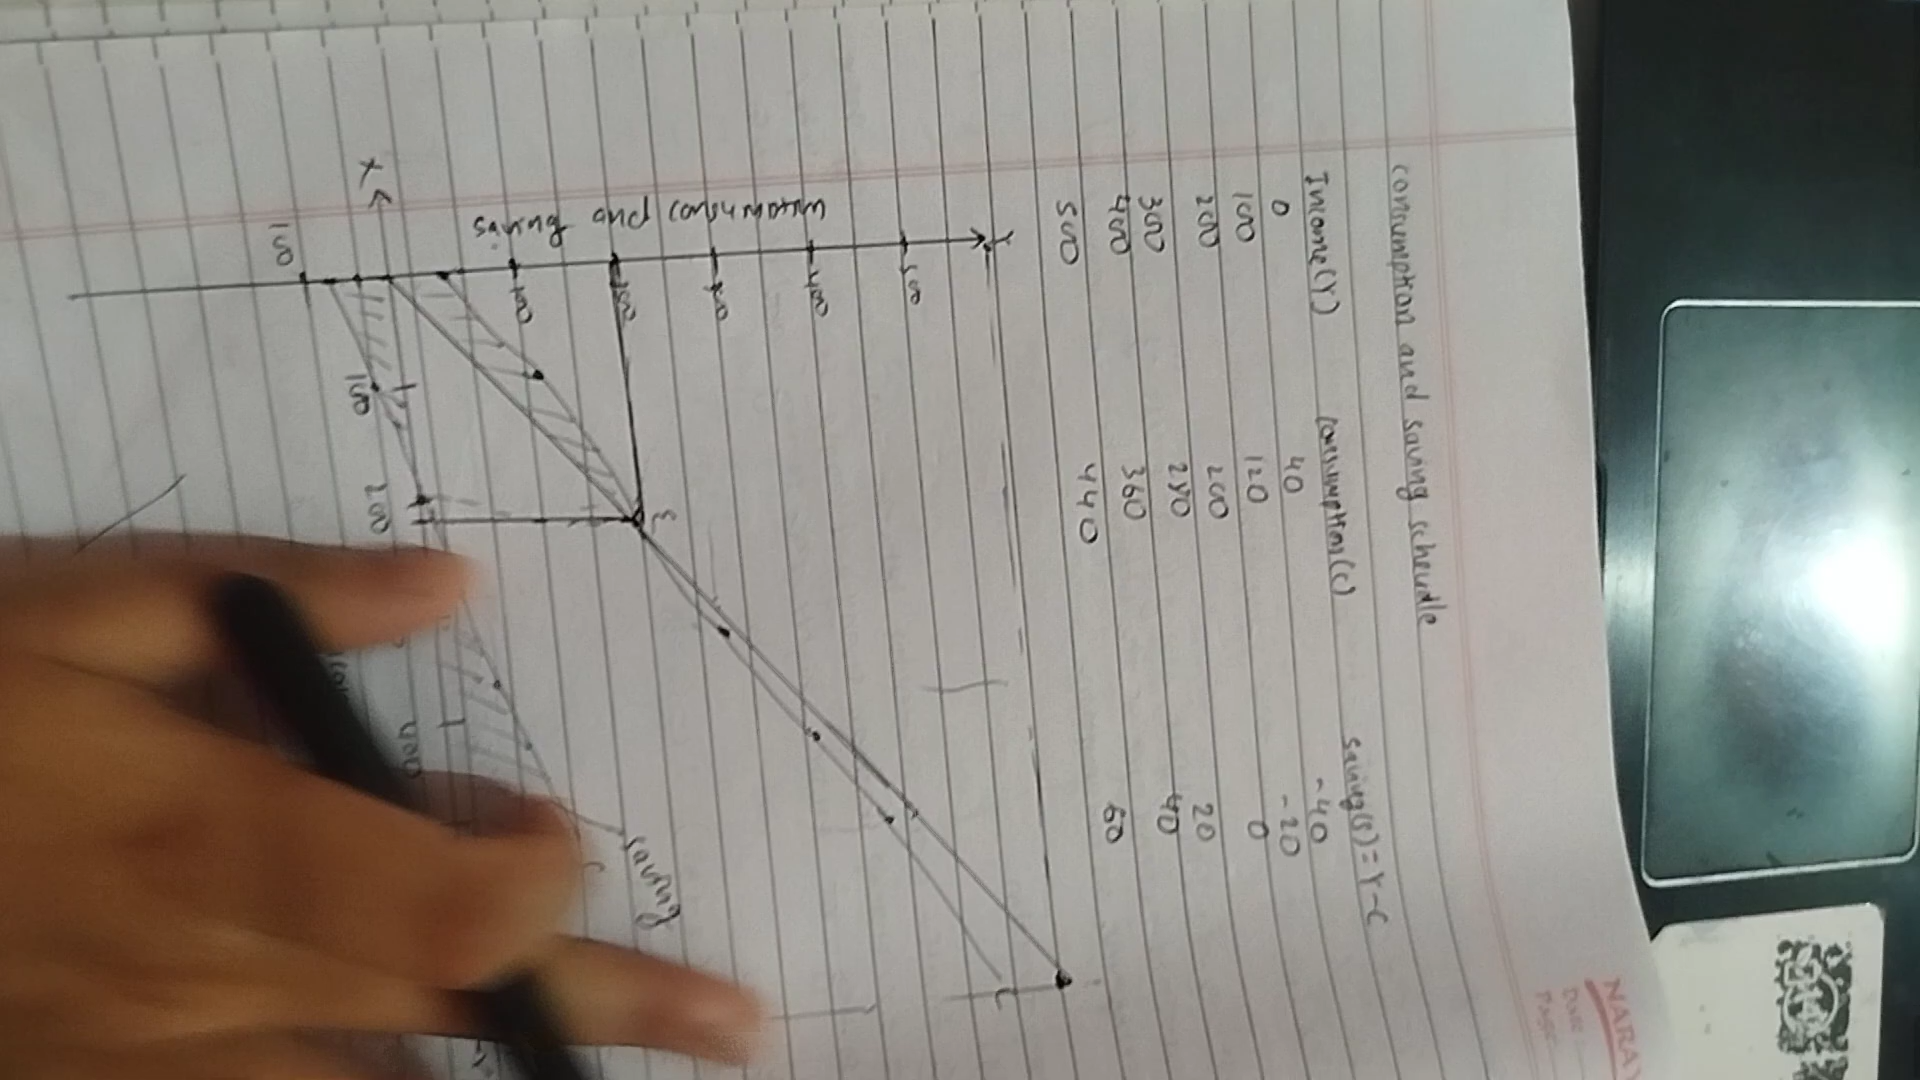 NARA
DATE
PAGE
consumption and saving scheudle
Income(Y) consumption(c) saving(s) = Y-C
0 40 -40
100 120 -20
200 200 0
300 280 20
400 360 40
500 440 60
Y
500
400
200
100
consumption and saving
X
100
100
200
400
E
C
saving